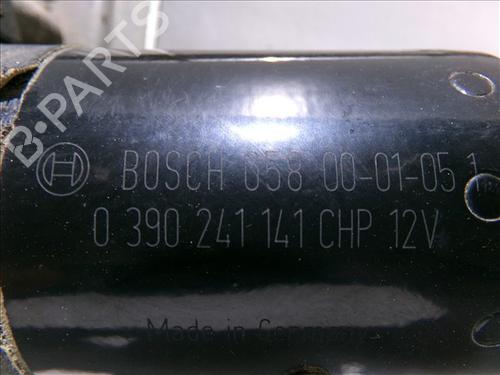 B-PARTS
BOSCH 058 00-01-05 1
0 390 241 141 CHP 12V
Made in Germany